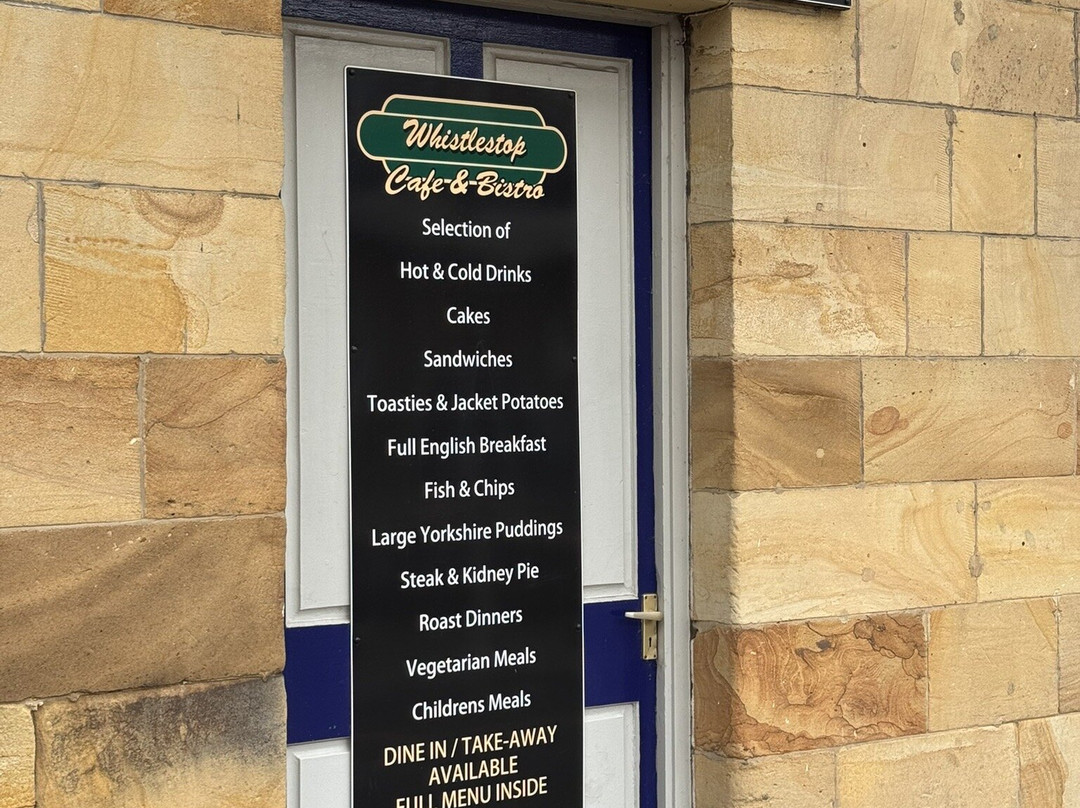 Whistlestop
Cafe-&-Bistro
Selection of
Hot & Cold Drinks
Cakes
Sandwiches
Toasties & Jacket Potatoes
Full English Breakfast
Fish & Chips
Large Yorkshire Puddings
Steak & Kidney Pie
Roast Dinners
Vegetarian Meals
Childrens Meals
DINE IN / TAKE-AWAY
AVAILABLE
FULL MENU INSIDE